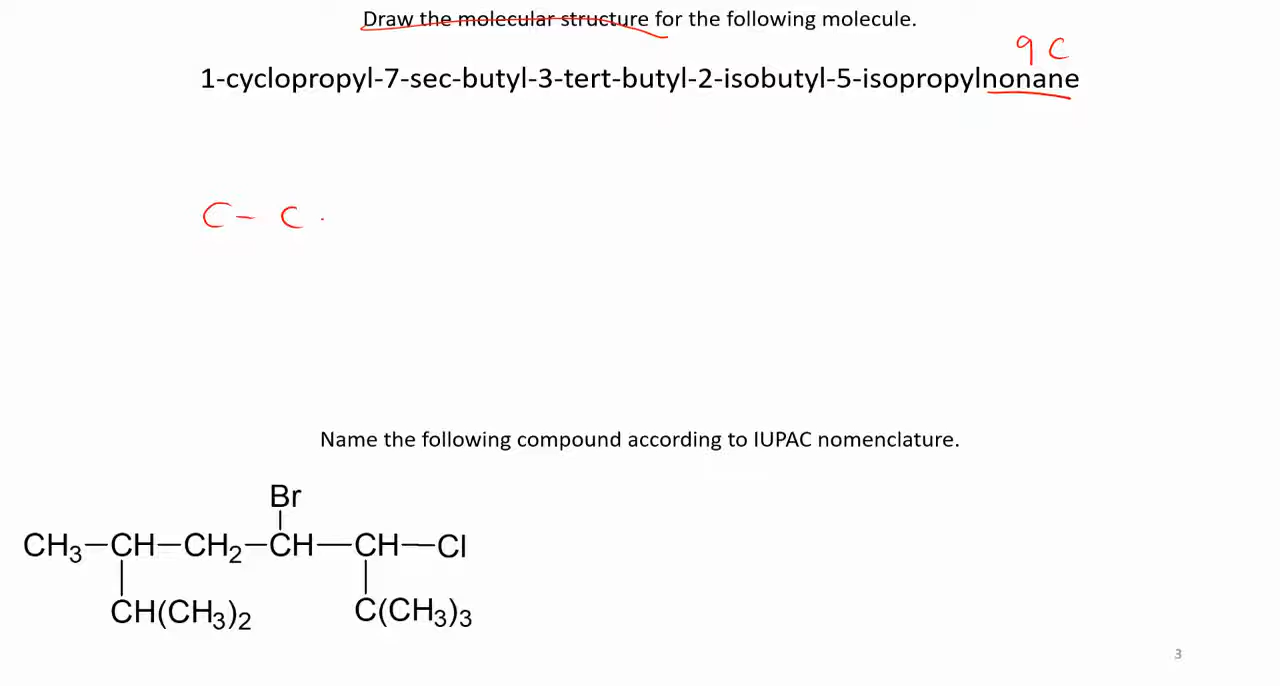 Draw the molecular structure for the following molecule.
9 C
1-cyclopropyl-7-sec-butyl-3-tert-butyl-2-isobutyl-5-isopropylnonane
C - C
Name the following compound according to IUPAC nomenclature.
Br
CH3-CH-CH2-CH-CH-Cl
CH(CH3)2 C(CH3)3
3